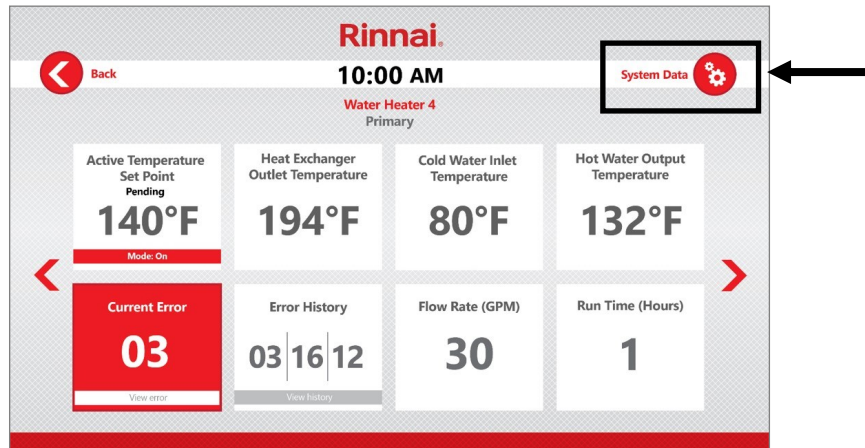 Rinnai.
Back
10:00 AM
System Data
Water Heater 4
Primary
Active Temperature
Set Point
Pending
140°F
Mode: On
Heat Exchanger
Outlet Temperature
194°F
Cold Water Inlet
Temperature
80°F
Hot Water Output
Temperature
132°F
Current Error
03
View error
Error History
03|16|12
View history
Flow Rate (GPM)
30
Run Time (Hours)
1